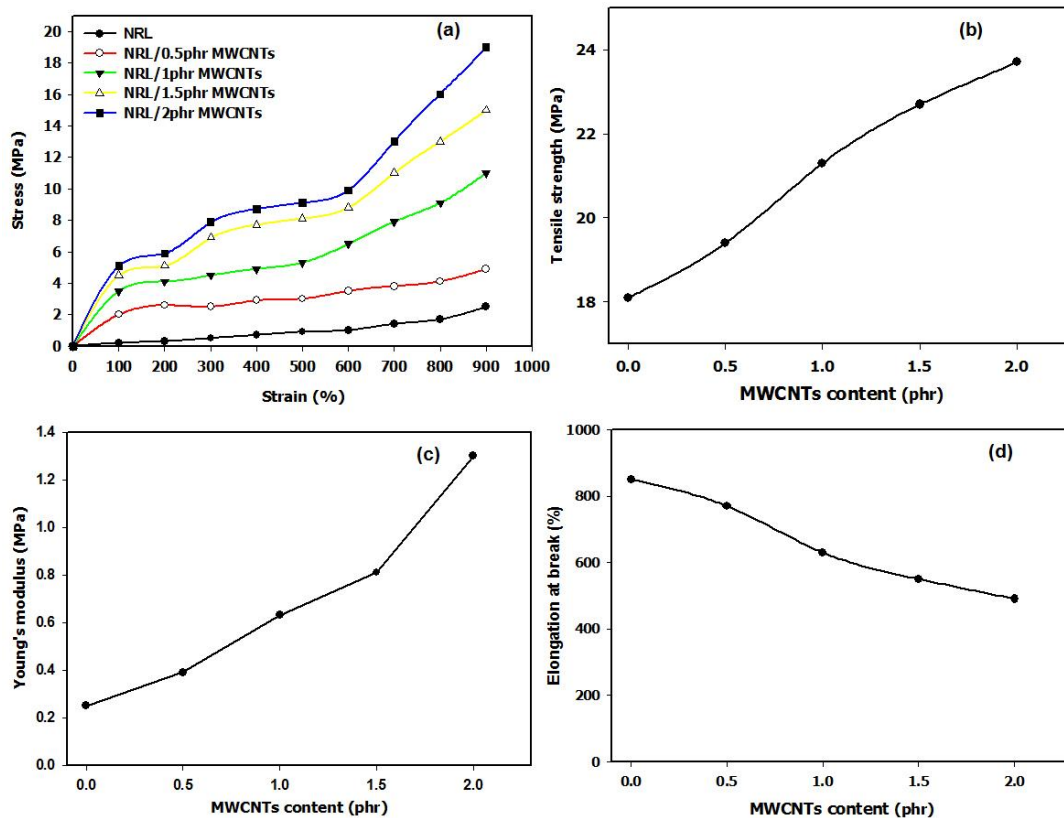 (a)
NRL
NRL/0.5phr MWCNTs
NRL/1phr MWCNTs
NRL/1.5phr MWCNTs
NRL/2phr MWCNTs
Stress (MPa)
20
18
16
14
12
10
8
6
4
2
0
0 100 200 300 400 500 600 700 800 900 1000
Strain (%)
(b)
Tensile strength (MPa)
24
22
20
18
0.0 0.5 1.0 1.5 2.0
MWCNTs content (phr)
(c)
Young's modulus (MPa)
1.4
1.2
1.0
0.8
0.6
0.4
0.2
0.0
0.0 0.5 1.0 1.5 2.0
MWCNTs content (phr)
(d)
Elongation at break (%)
1000
800
600
400
200
0
0.0 0.5 1.0 1.5 2.0
MWCNTs content (phr)